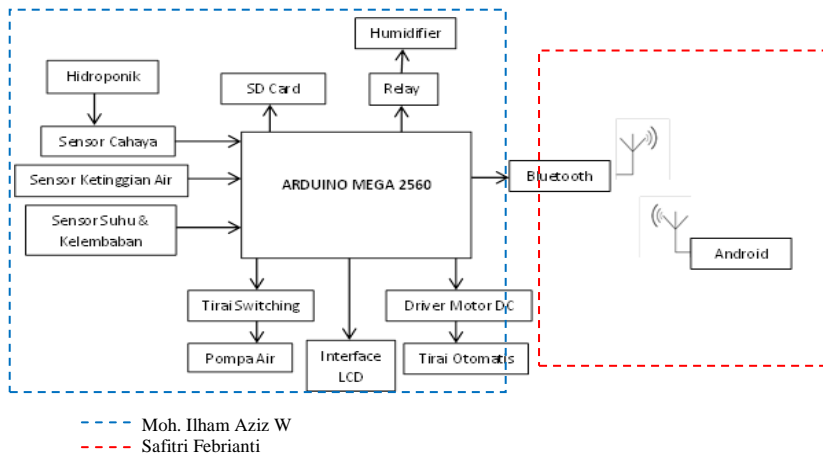 Humidifier
Hidroponik
SD Card
Relay
Sensor Cahaya
Sensor Ketinggian Air
ARDUINO MEGA 2560
Bluetooth
Sensor Suhu &
Kelembaban
Android
Tirai Switching
Driver Motor DC
Pompa Air
Interface
LCD
Tirai Otomatis
Moh. Ilham Aziz W
Safitri Febrianti